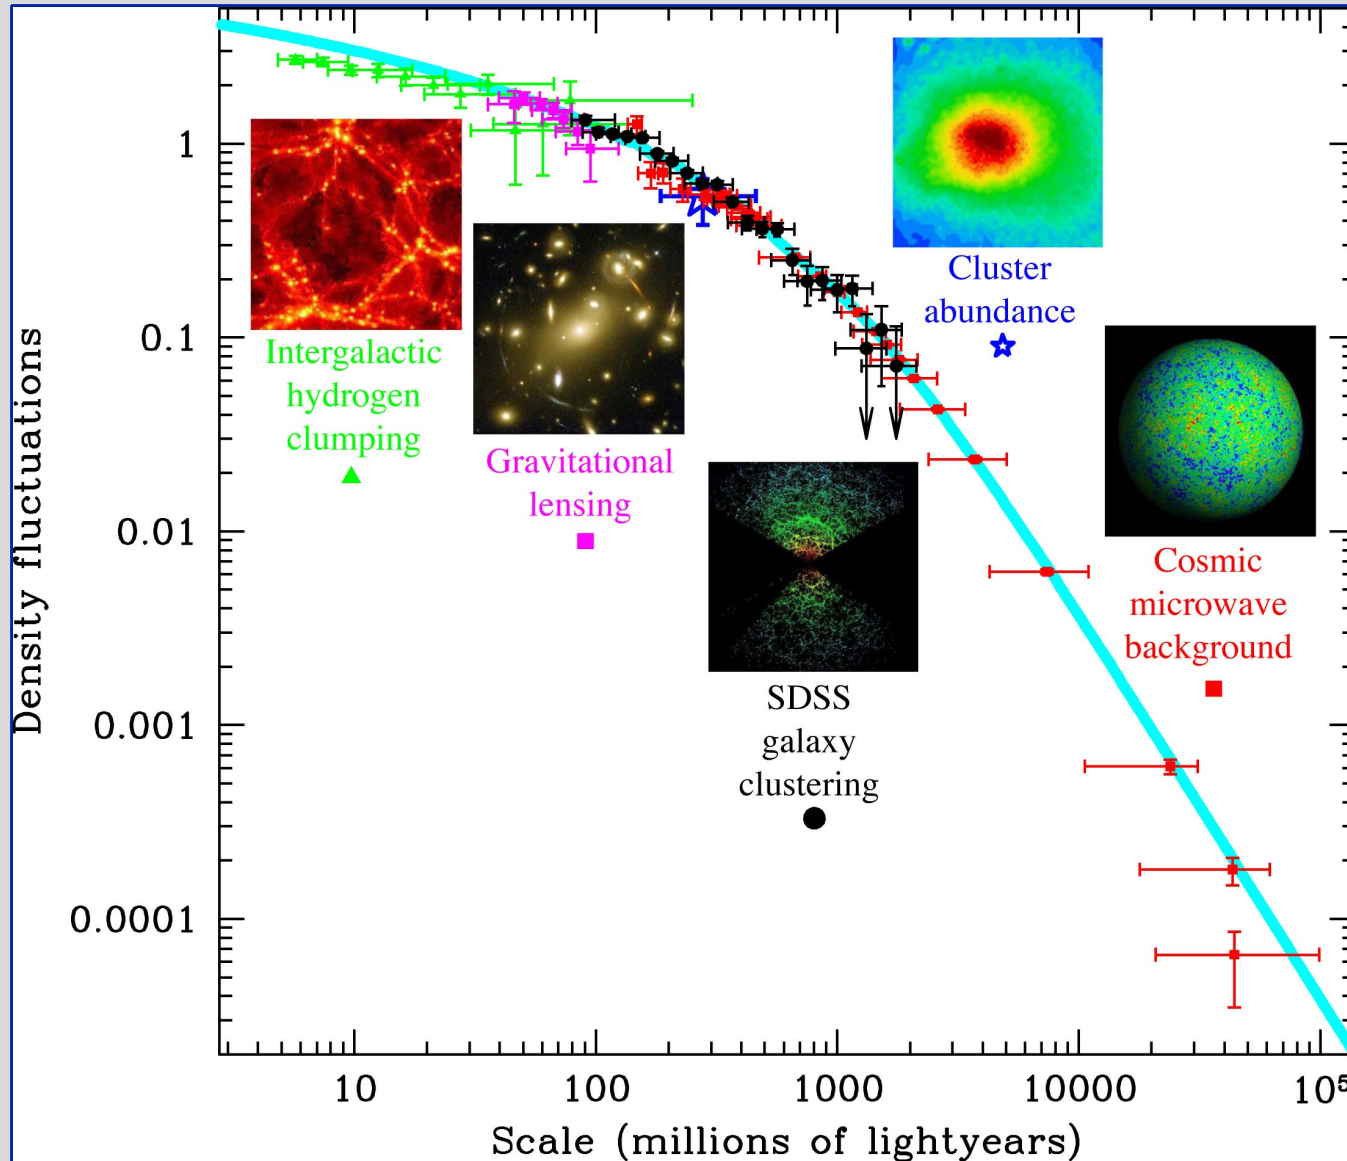 Density fluctuations
1
0.1
0.01
0.001
0.0001
Intergalactic
hydrogen
clumping
Gravitational
lensing
SDSS
galaxy
clustering
Cluster
abundance
Cosmic
microwave
background
10
100
1000
10000
10⁵
Scale (millions of lightyears)